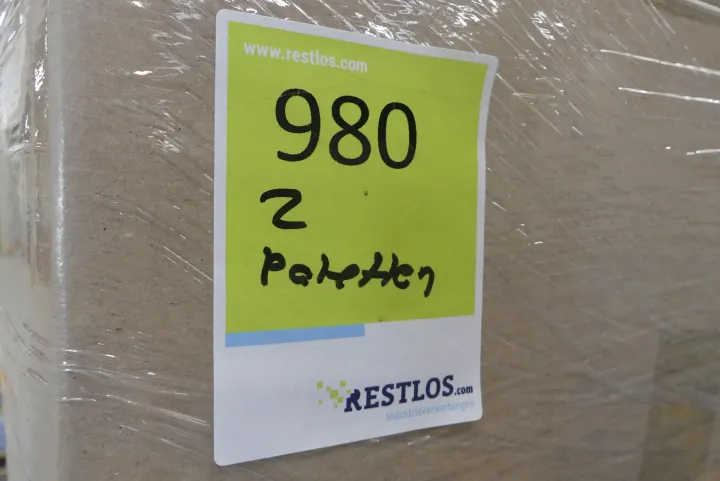 www.restlos.com
980
2
Paletten
RESTLOS.com
Industrieverwertungen